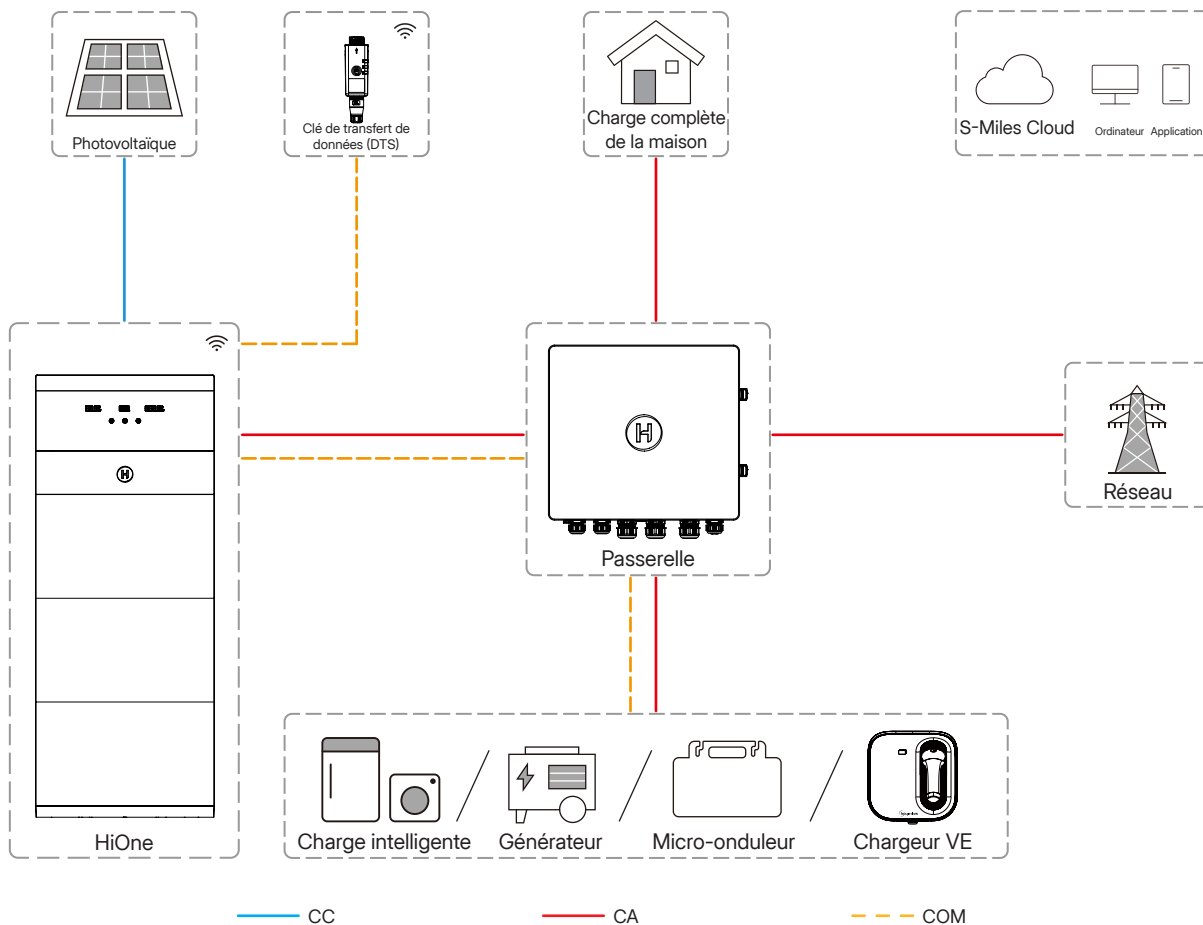 Photovoltaïque
Clé de transfert de
données (DTS)
Charge complète
de la maison
S-Miles Cloud
Ordinateur
Application
Réseau
Passerelle
HiOne
Charge intelligente
Générateur
Micro-onduleur
Chargeur VE
CC
CA
COM